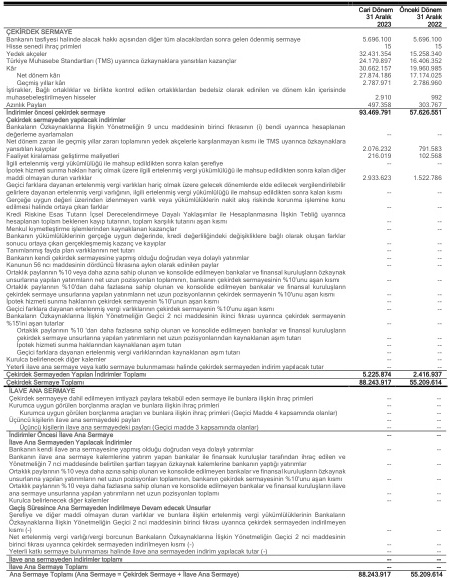 Cari Dönem Önceki Dönem
31 Aralık 31 Aralık
2023 2022
ÇEKİRDEK SERMAYE
Bankanın tasfiyesi halinde alacak hakkı açısından diğer tüm alacaklardan sonra gelen ödenmiş sermaye 5.696.100 5.696.100
Hisse senedi ihraç primleri 15 15
Yedek akçeler 32.431.354 15.258.340
Türkiye Muhasebe Standartları (TMS) uyarınca özkaynaklara yansıtılan kazançlar 24.179.897 16.406.352
Kâr 30.662.157 19.960.985
Net dönem kârı 27.874.186 17.174.025
Geçmiş yıllar kârı 2.787.971 2.786.960
İştirakler, Bağlı ortaklıklar ve birlikte kontrol edilen ortaklıklardan bedelsiz olarak edinilen ve dönem kârı içerisinde
muhasebeleştirilmeyen hisseler 2.910 992
Azınlık Payları 497.358 303.767
İndirimler öncesi çekirdek sermaye 93.469.791 57.626.551
Çekirdek sermayeden yapılacak indirimler
Bankaların Özkaynaklarına İlişkin Yönetmeliğin 9 uncu maddesinin birinci fıkrasının (i) bendi uyarınca hesaplanan
değerleme ayarlamaları -- --
Net dönem zararı ile geçmiş yıllar zararı toplamının yedek akçelerle karşılanmayan kısmı ile TMS uyarınca özkaynaklara
yansıtılan kayıplar 2.076.232 791.583
Faaliyet kiralaması geliştirme maliyetleri 216.019 102.568
İlgili ertelenmiş vergi yükümlülüğü ile mahsup edildikten sonra kalan şerefiye -- --
İpotek hizmeti sunma hakları hariç olmak üzere ilgili ertelenmiş vergi yükümlülüğü ile mahsup edildikten sonra kalan diğer
maddi olmayan duran varlıklar 2.933.623 1.522.786
Geçici farklara dayanan ertelenmiş vergi varlıkları hariç olmak üzere gelecek dönemlerde elde edilecek vergilendirilebilir
gelirlere dayanan ertelenmiş vergi varlığının, ilgili ertelenmiş vergi yükümlülüğü ile mahsup edildikten sonra kalan kısmı -- --
Gerçeğe uygun değeri üzerinden izlenmeyen varlık veya yükümlülüklerin nakit akış riskinden korunma işlemine konu
edilmesi halinde ortaya çıkan farklar -- --
Kredi Riskine Esas Tutarın İçsel Derecelendirmeye Dayalı Yaklaşımlar ile Hesaplanmasına İlişkin Tebliğ uyarınca
hesaplanan toplam beklenen kayıp tutarının, toplam karşılık tutarını aşan kısmı -- --
Menkul kıymetleştirme işlemlerinden kaynaklanan kazançlar -- --
Bankanın yükümlülüklerinin gerçeğe uygun değerinde, kredi değerliliğindeki değişikliklere bağlı olarak oluşan farklar
sonucu ortaya çıkan gerçekleşmemiş kazanç ve kayıplar -- --
Tanımlanmış fayda plan varlıklarının net tutarı -- --
Bankanın kendi çekirdek sermayesine yapmış olduğu doğrudan veya dolaylı yatırımlar -- --
Kanunun 56 ncı maddesinin dördüncü fıkrasına aykırı olarak edinilen paylar -- --
Ortaklık paylarının %10 veya daha azına sahip olunan ve konsolide edilmeyen bankalar ve finansal kuruluşların özkaynak
unsurlarına yapılan yatırımların net uzun pozisyonları toplamının, bankanın çekirdek sermayesinin %10'unu aşan kısmı -- --
Ortaklık paylarının %10'dan daha fazlasına sahip olunan ve konsolide edilmeyen bankalar ve finansal kuruluşların
çekirdek sermaye unsurlarına yapılan yatırımların net uzun pozisyonlarının çekirdek sermayenin %10'unu aşan kısmı -- --
İpotek hizmeti sunma haklarının çekirdek sermayenin %10'unun aşan kısmı -- --
Geçici farklara dayanan ertelenmiş vergi varlıklarının çekirdek sermayenin %10'unu aşan kısmı -- --
Bankaların Özkaynaklarına İlişkin Yönetmeliğin Geçici 2 nci maddesinin ikinci fıkrası uyarınca çekirdek sermayenin
%15'ini aşan tutarlar -- --
Ortaklık paylarının %10 'dan daha fazlasına sahip olunan ve konsolide edilmeyen bankalar ve finansal kuruluşların
çekirdek sermaye unsurlarına yapılan yatırımların net uzun pozisyonlarından kaynaklanan aşım tutarı -- --
İpotek hizmeti sunma haklarından kaynaklanan aşım tutarı -- --
Geçici farklara dayalı ertelenmiş vergi varlıklarından kaynaklanan aşım tutarı -- --
Kurulca belirlenecek diğer kalemler -- --
Yeterli ilave ana sermaye veya katkı sermaye bulunmaması halinde çekirdek sermayeden indirim yapılacak tutar -- --
Çekirdek Sermayeden Yapılan İndirimler Toplamı 5.225.874 2.416.937
Çekirdek Sermaye Toplamı 88.243.917 55.209.614
İLAVE ANA SERMAYE
Çekirdek sermayeye dahil edilmeyen imtiyazlı paylara tekabül eden sermaye ile bunlara ilişkin ihraç primleri -- --
Kurumca uygun görülen borçlanma araçları ve bunlara ilişkin ihraç primleri -- --
Kurumca uygun görülen borçlanma araçları ve bunlara ilişkin ihraç primleri (Geçici Madde 4 kapsamında olanlar) -- --
Üçüncü kişilerin ilave ana sermayedeki payları -- --
Üçüncü kişilerin ilave ana sermayedeki payları (Geçici madde 3 kapsamında olanlar) -- --
İndirimler Öncesi İlave Ana Sermaye -- --
İlave Ana Sermayeden Yapılacak İndirimler
Bankanın kendi ilave ana sermayesine yapmış olduğu doğrudan veya dolaylı yatırımlar -- --
Bankanın ilave ana sermaye kalemlerine yatırım yapan bankalar ile finansal kuruluşlar tarafından ihraç edilen ve
Yönetmeliğin 7 nci maddesinde belirtilen şartları taşıyan özkaynak kalemlerine bankanın yaptığı yatırımlar -- --
Ortaklık paylarının %10 veya daha azına sahip olunan ve konsolide edilmeyen bankalar ve finansal kuruluşların özkaynak
unsurlarına yapılan yatırımların net uzun pozisyonları toplamının, bankanın çekirdek sermayesinin %10'unu aşan kısmı -- --
Ortaklık paylarının %10 veya daha fazlasına sahip olunan ve konsolide edilmeyen bankalar ve finansal kuruluşların ilave
ana sermaye unsurlarına yapılan yatırımların net uzun pozisyonları toplamı -- --
Kurulca belirlenecek diğer kalemler -- --
Geçiş Süresince Ana Sermayeden İndirilmeye Devam edecek Unsurlar
Şerefiye ve diğer maddi olmayan duran varlıklar ve bunlara ilişkin ertelenmiş vergi yükümlülüklerinin Bankaların
Özkaynaklarına İlişkin Yönetmeliğin Geçici 2 nci maddesinin birinci fıkrası uyarınca çekirdek sermayeden indirilmeyen
kısmı (-) -- --
Net ertelenmiş vergi varlığı/vergi borcunun Bankaların Özkaynaklarına İlişkin Yönetmeliğin Geçici 2 nci maddesinin
birinci fıkrası uyarınca çekirdek sermayeden indirilmeyen kısmı (-) -- --
Yeterli katkı sermaye bulunmaması halinde ilave ana sermayeden indirim yapılacak tutar (-) -- --
İlave ana sermayeden indirimler toplamı -- --
İlave Ana Sermaye Toplamı -- --
Ana Sermaye Toplamı (Ana Sermaye = Çekirdek Sermaye + İlave Ana Sermaye) 88.243.917 55.209.614